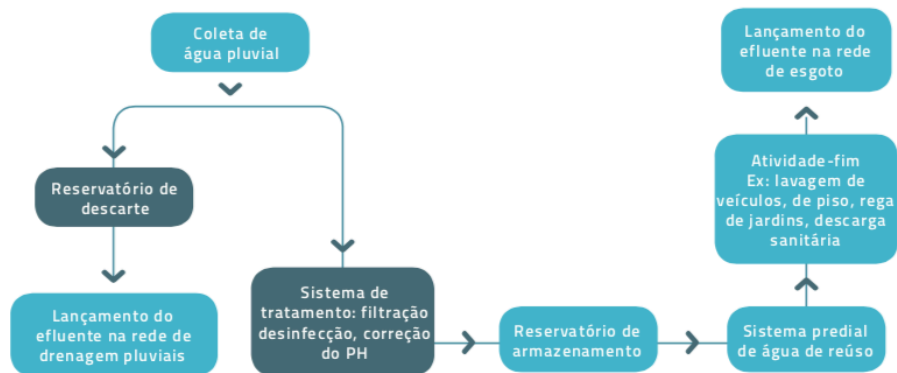 Coleta de
água pluvial
Reservatório de
descarte
Lançamento do
efluente na rede de
drenagem pluviais
Sistema de
tratamento: filtração
desinfecção, correção
do PH
Reservatório de
armazenamento
Sistema predial
de água de reúso
Atividade-fim
Ex: lavagem de
veículos, de piso, rega
de jardins, descarga
sanitária
Lançamento do
efluente na rede
de esgoto